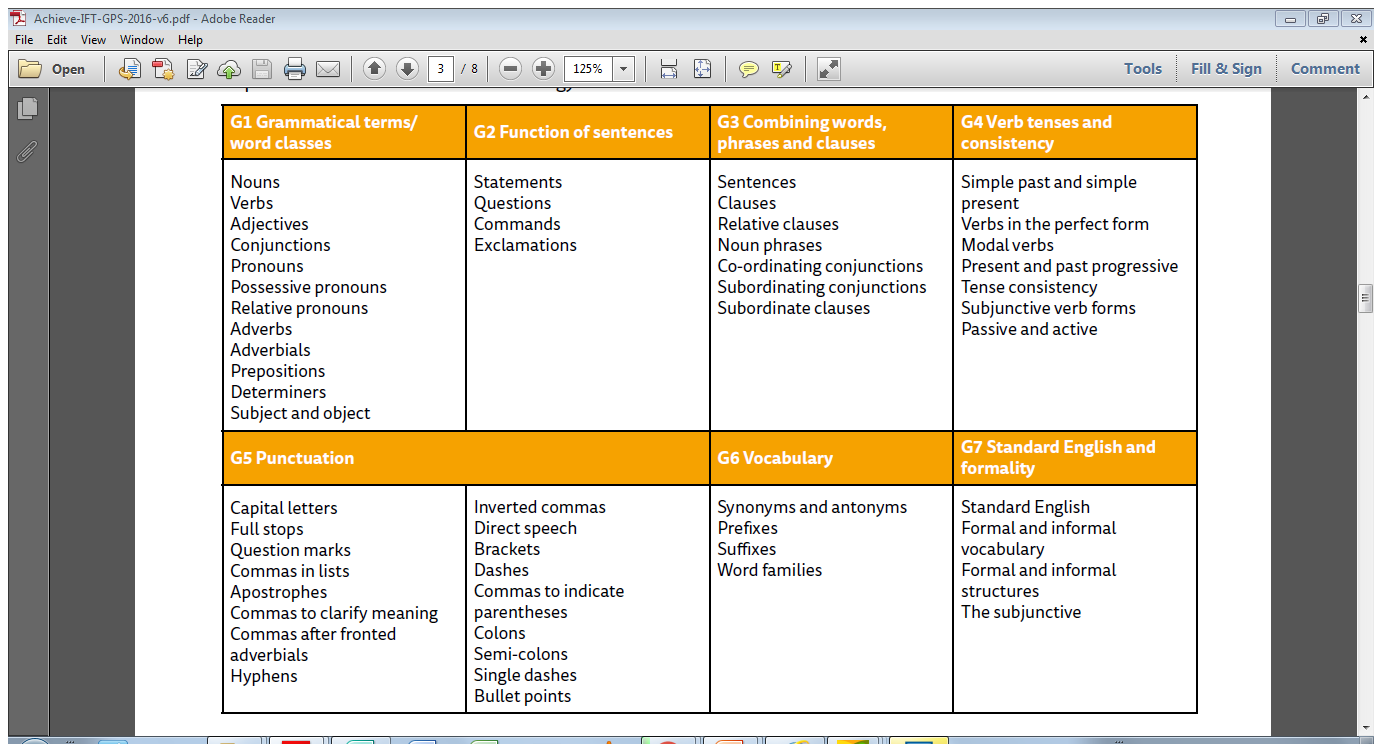 Achieve-IFT-GPS-2016-v6.pdf - Adobe Reader
File Edit View Window Help
Open 3 / 8 125% Tools Fill & Sign Comment
G1 Grammatical terms/
word classes
Nouns
Verbs
Adjectives
Conjunctions
Pronouns
Possessive pronouns
Relative pronouns
Adverbs
Adverbials
Prepositions
Determiners
Subject and object
G2 Function of sentences
Statements
Questions
Commands
Exclamations
G3 Combining words,
phrases and clauses
Sentences
Clauses
Relative clauses
Noun phrases
Co-ordinating conjunctions
Subordinating conjunctions
Subordinate clauses
G4 Verb tenses and
consistency
Simple past and simple
present
Verbs in the perfect form
Modal verbs
Present and past progressive
Tense consistency
Subjunctive verb forms
Passive and active
G5 Punctuation
Capital letters
Full stops
Question marks
Commas in lists
Apostrophes
Commas to clarify meaning
Commas after fronted
adverbials
Hyphens
Inverted commas
Direct speech
Brackets
Dashes
Commas to indicate
parentheses
Colons
Semi-colons
Single dashes
Bullet points
G6 Vocabulary
Synonyms and antonyms
Prefixes
Suffixes
Word families
G7 Standard English and
formality
Standard English
Formal and informal
vocabulary
Formal and informal
structures
The subjunctive